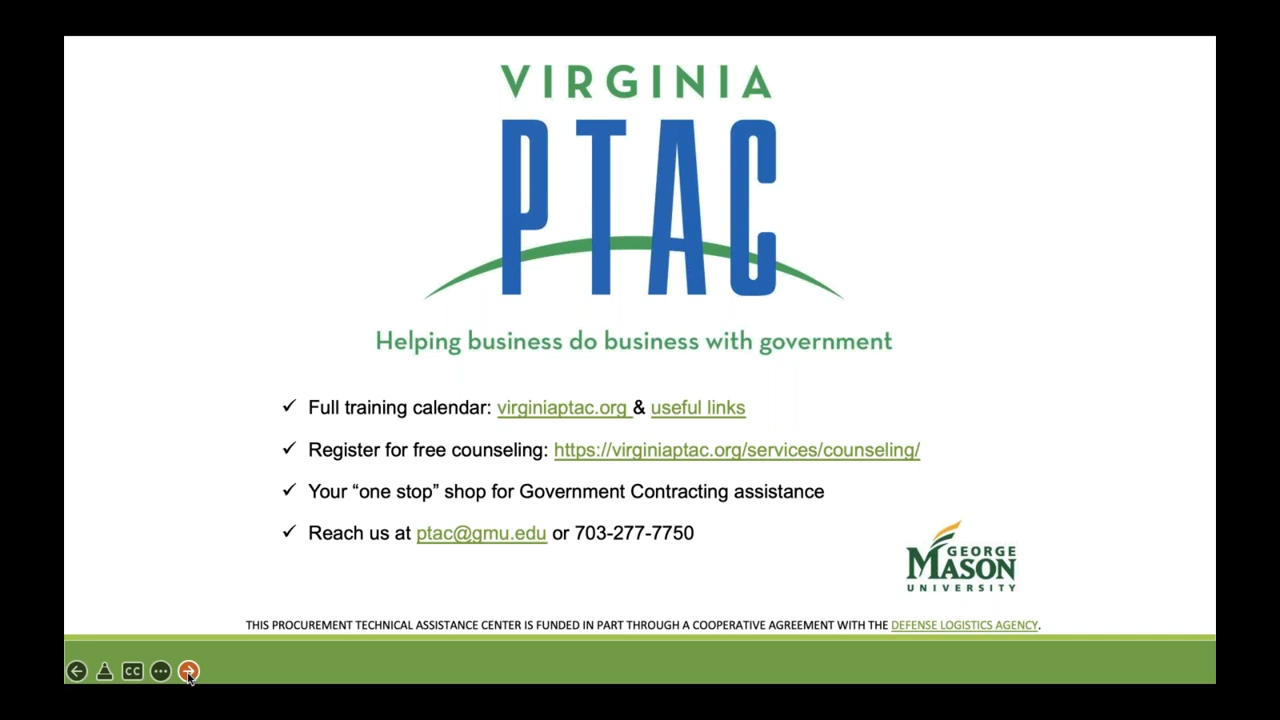 VIRGINIA
PTAC
Helping business do business with government
✓ Full training calendar: virginiaptac.org & useful links
✓ Register for free counseling: https://virginiaptac.org/services/counseling/
✓ Your “one stop” shop for Government Contracting assistance
✓ Reach us at ptac@gmu.edu or 703-277-7750
GEORGE
MASON
UNIVERSITY
THIS PROCUREMENT TECHNICAL ASSISTANCE CENTER IS FUNDED IN PART THROUGH A COOPERATIVE AGREEMENT WITH THE DEFENSE LOGISTICS AGENCY.
CC